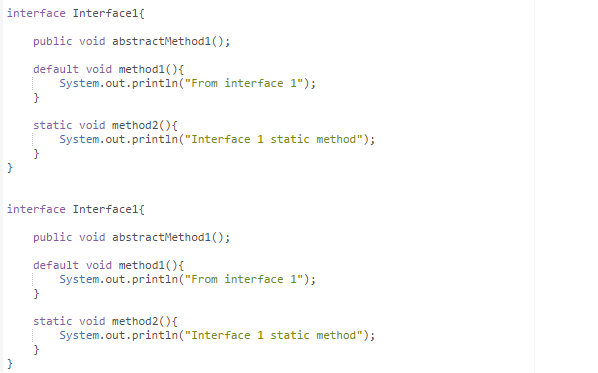 interface Interface1{
public void abstractMethod1();
default void method1(){
System.out.println("From interface 1");
}
static void method2(){
System.out.println("Interface 1 static method");
}
}
interface Interface1{
public void abstractMethod1();
default void method1(){
System.out.println("From interface 1");
}
static void method2(){
System.out.println("Interface 1 static method");
}
}